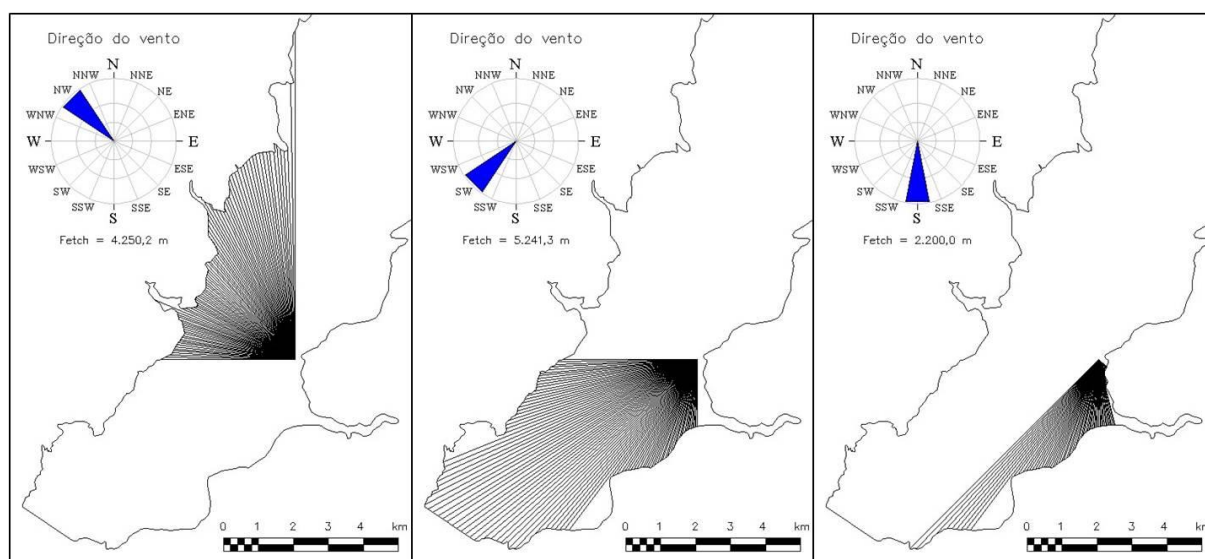 Direção do vento
N
NNW NNE
NW NE
WNW ENE
W E
WSW ESE
SW SE
SSW SSE
S
Fetch = 4.250,2 m
0 1 2 3 4 km
Direção do vento
N
NNW NNE
NW NE
WNW ENE
W E
WSW ESE
SW SE
SSW SSE
S
Fetch = 5.241,3 m
0 1 2 3 4 km
Direção do vento
N
NNW NNE
NW NE
WNW ENE
W E
WSW ESE
SW SE
SSW SSE
S
Fetch = 2.200,0 m
0 1 2 3 4 km